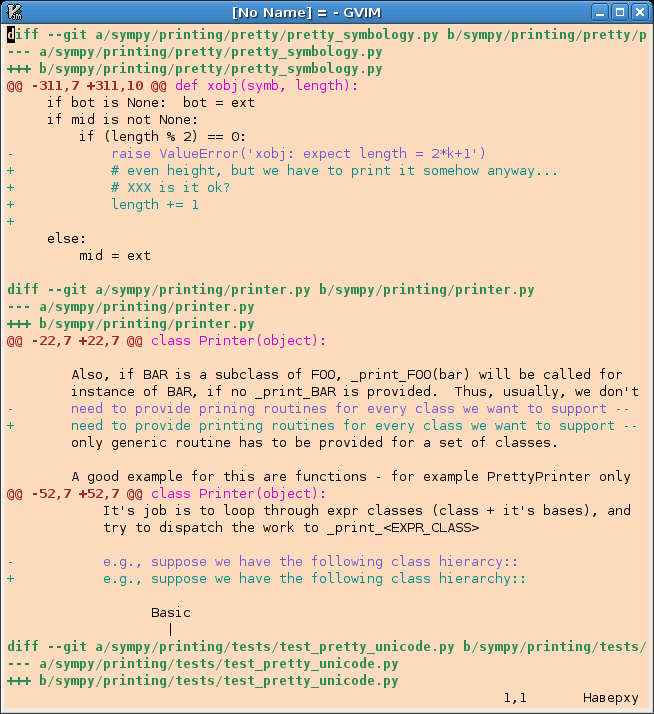 [No Name] = - GVIM
diff --git a/sympy/printing/pretty/pretty_symbology.py b/sympy/printing/pretty/p
--- a/sympy/printing/pretty/pretty_symbology.py
+++ b/sympy/printing/pretty/pretty_symbology.py
@@ -311,7 +311,10 @@ def xobj(symb, length):
     if bot is None:  bot = ext
     if mid is not None:
         if (length % 2) == 0:
-            raise ValueError('xobj: expect length = 2*k+1')
+            # even height, but we have to print it somehow anyway...
+            # XXX is it ok?
+            length += 1
+
     else:
         mid = ext
diff --git a/sympy/printing/printer.py b/sympy/printing/printer.py
--- a/sympy/printing/printer.py
+++ b/sympy/printing/printer.py
@@ -22,7 +22,7 @@ class Printer(object):
        Also, if BAR is a subclass of FOO, _print_FOO(bar) will be called for
        instance of BAR, if no _print_BAR is provided.  Thus, usually, we don't
-       need to provide prining routines for every class we want to support --
+       need to provide printing routines for every class we want to support --
        only generic routine has to be provided for a set of classes.
        A good example for this are functions - for example PrettyPrinter only
@@ -52,7 +52,7 @@ class Printer(object):
            It's job is to loop through expr classes (class + it's bases), and
            try to dispatch the work to _print_<EXPR_CLASS>
-           e.g., suppose we have the following class hierarcy::
+           e.g., suppose we have the following class hierarchy::
                  Basic
                    |
diff --git a/sympy/printing/tests/test_pretty_unicode.py b/sympy/printing/tests/
--- a/sympy/printing/tests/test_pretty_unicode.py
+++ b/sympy/printing/tests/test_pretty_unicode.py
1,1 Наверху